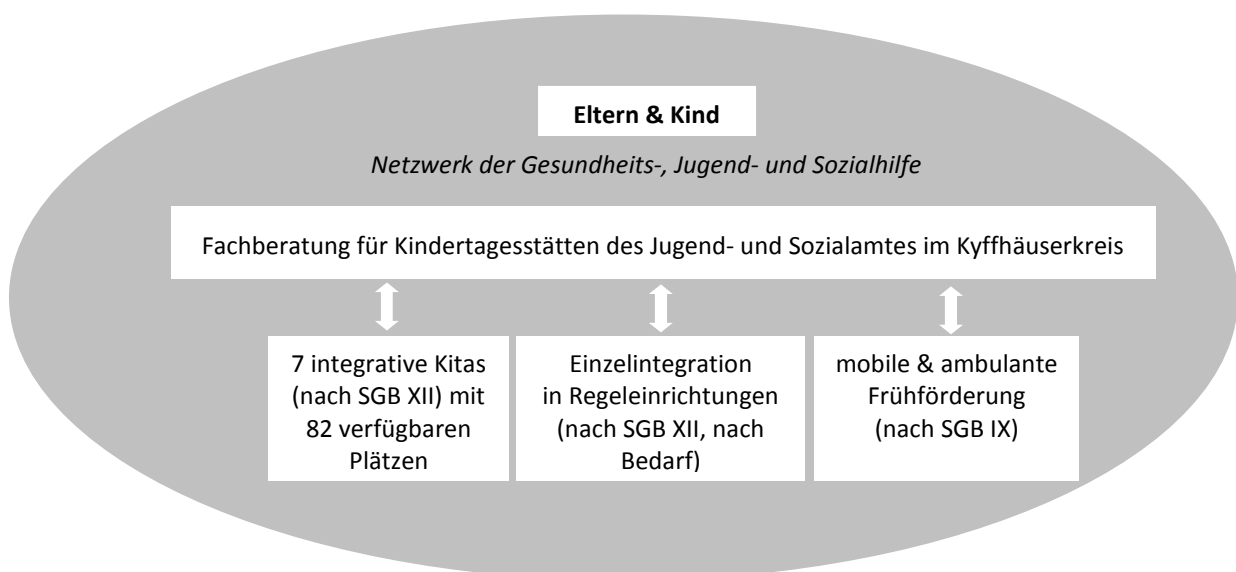 Eltern & Kind
Netzwerk der Gesundheits-, Jugend- und Sozialhilfe
Fachberatung für Kindertagesstätten des Jugend- und Sozialamtes im Kyffhäuserkreis
7 integrative Kitas
(nach SGB XII) mit
82 verfügbaren
Plätzen
Einzelintegration
in Regeleinrichtungen
(nach SGB XII, nach
Bedarf)
mobile & ambulante
Frühförderung
(nach SGB IX)